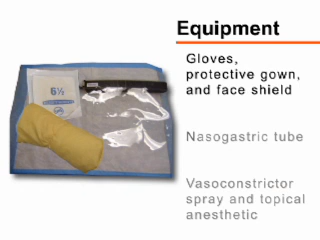 Equipment
Gloves,
protective gown,
and face shield
6½
Nasogastric tube
Vasoconstrictor
spray and topical
anesthetic